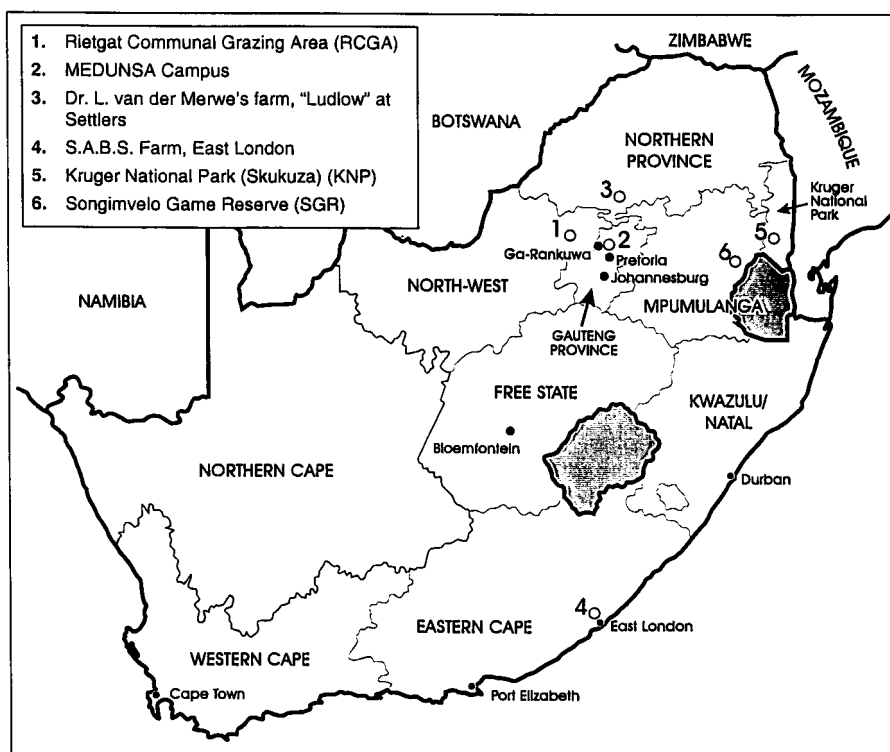 1. Rietgat Communal Grazing Area (RCGA)
2. MEDUNSA Campus
3. Dr. L. van der Merwe's farm, "Ludlow" at
Settlers
4. S.A.B.S. Farm, East London
5. Kruger National Park (Skukuza) (KNP)
6. Songimvelo Game Reserve (SGR)
ZIMBABWE
MOZAMBIQUE
BOTSWANA
NORTHERN
PROVINCE
Kruger
National
Park
3
1
2
5
6
Ga-Rankuwa
Pretoria
Johannesburg
NORTH-WEST
NAMIBIA
MPUMULANGA
GAUTENG
PROVINCE
FREE STATE
KWAZULU/
NATAL
Bloemfontein
NORTHERN CAPE
Durban
4
EASTERN CAPE
East London
WESTERN CAPE
Cape Town
Port Elizabeth